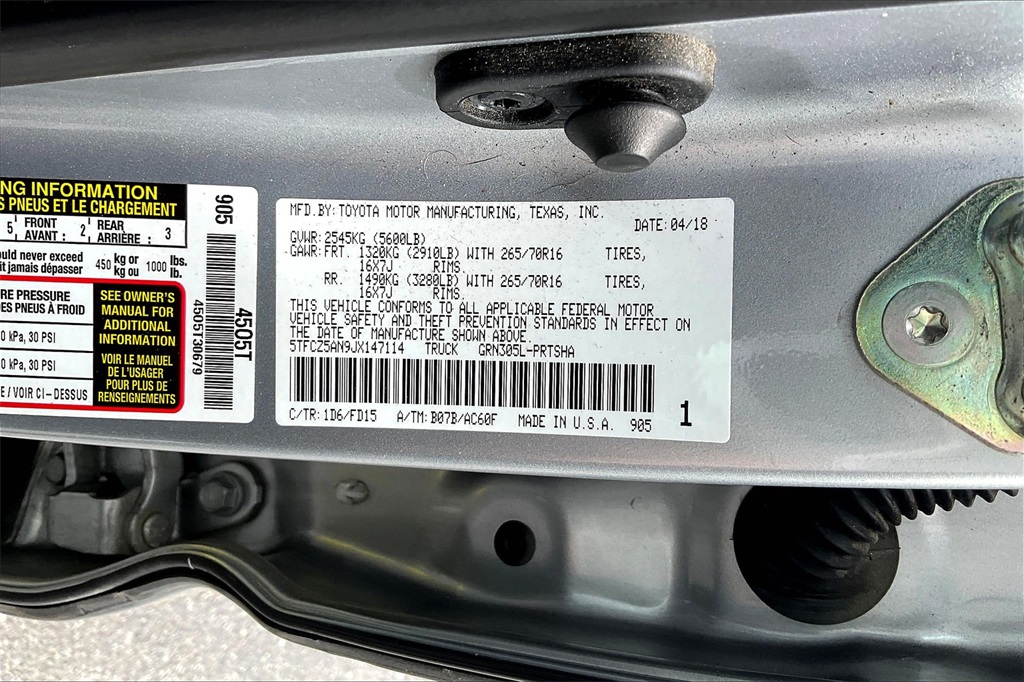 NG INFORMATION
S PNEUS ET LE CHARGEMENT
5 FRONT AVANT : 2 REAR ARRIÈRE : 3
uld never exceed 450 kg or 1000 lbs.
it jamais dépasser kg ou lb.
RE PRESSURE
DES PNEUS À FROID
0 kPa, 30 PSI
0 kPa, 30 PSI
E / VOIR CI-DESSUS
SEE OWNER'S
MANUAL FOR
ADDITIONAL
INFORMATION
VOIR LE MANUEL
DE L'USAGER
POUR PLUS DE
RENSEIGNEMENTS
905
4505T30679
4505T
MFD.BY:TOYOTA MOTOR MANUFACTURING, TEXAS, INC.
DATE:04/18
GVWR:2545KG (5600LB)
GAWR:FRT. 1320KG (2910LB) WITH 265/70R16 TIRES,
16X7J RIMS.
RR. 1490KG (3280LB) WITH 265/70R16 TIRES,
16X7J RIMS.
THIS VEHICLE CONFORMS TO ALL APPLICABLE FEDERAL MOTOR
VEHICLE SAFETY AND THEFT PREVENTION STANDARDS IN EFFECT ON
THE DATE OF MANUFACTURE SHOWN ABOVE.
5TFCZ5AN9JX147114 TRUCK GRN305L-PRTSHA
C/TR:1D6/FD15 A/TM:B07B/AC60F MADE IN U.S.A. 905 1